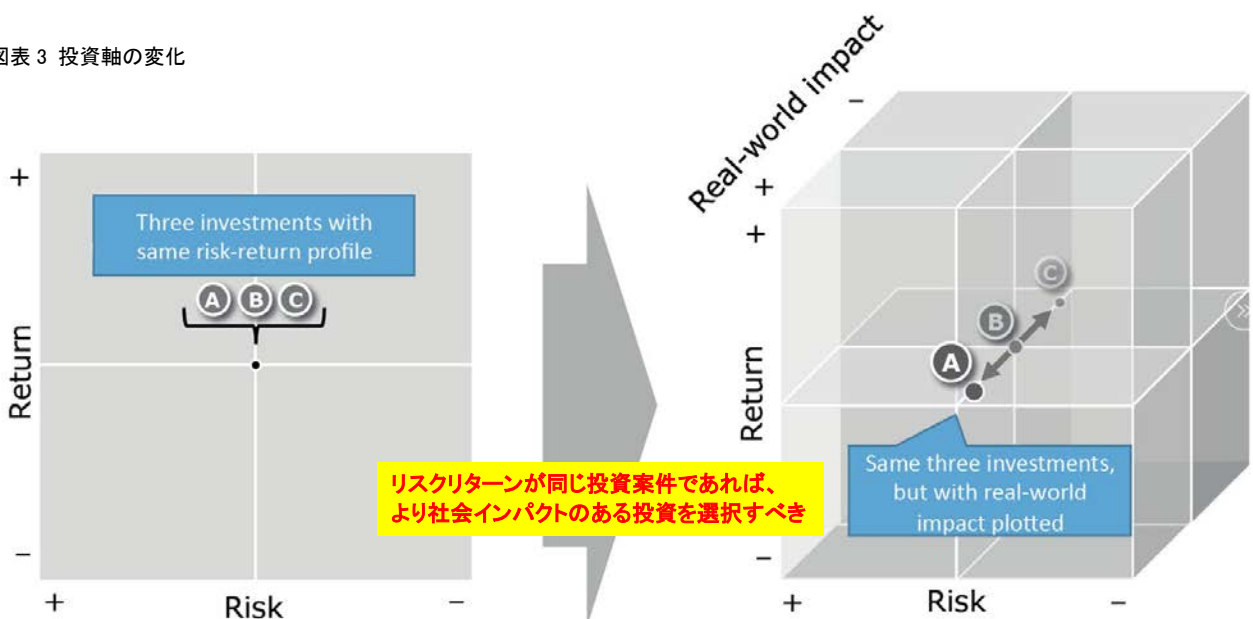 図表 3 投資軸の変化
+
Return
−
+
Risk
−
Three investments with
same risk-return profile
A B C
リスクリターンが同じ投資案件であれば、
より社会インパクトのある投資を選択すべき
Real-world impact
−
+
+
Return
−
+
Risk
−
C
B
A
Same three investments,
but with real-world
impact plotted